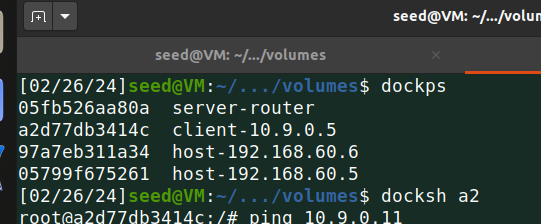 seed@VM: ~/.../volun
seed@VM: ~/.../volumes
[02/26/24]seed@VM:~/.../volumes$ dockps
05fb526aa80a  server-router
a2d77db3414c  client-10.9.0.5
97a7eb311a34  host-192.168.60.6
05799f675261  host-192.168.60.5
[02/26/24]seed@VM:~/.../volumes$ docksh a2
root@a2d77db3414c:/# ping 10.9.0.11